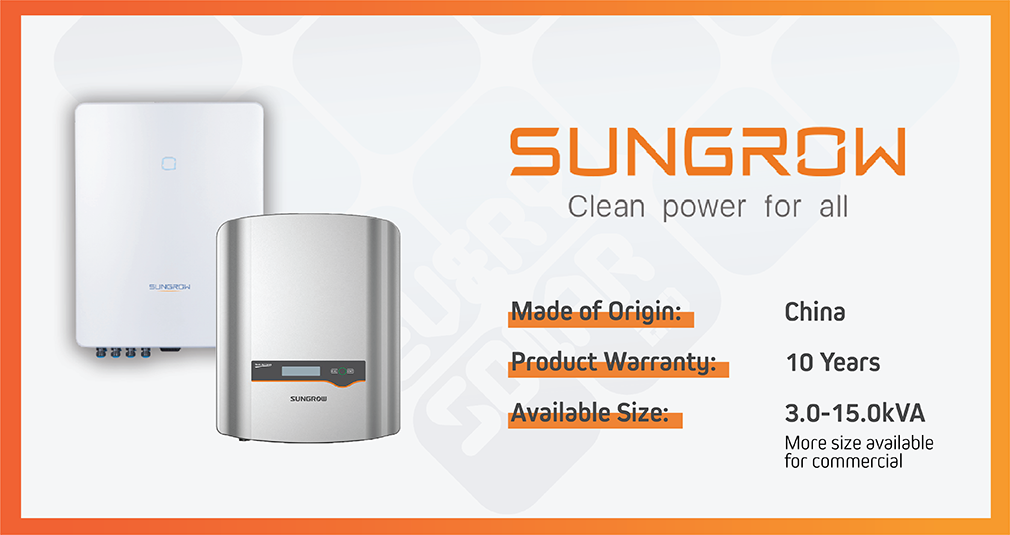 SUNGROW
Clean power for all
Made of Origin: China
Product Warranty: 10 Years
Available Size: 3.0-15.0kVA
More size available
for commercial
SUNGROW
SUNGROW